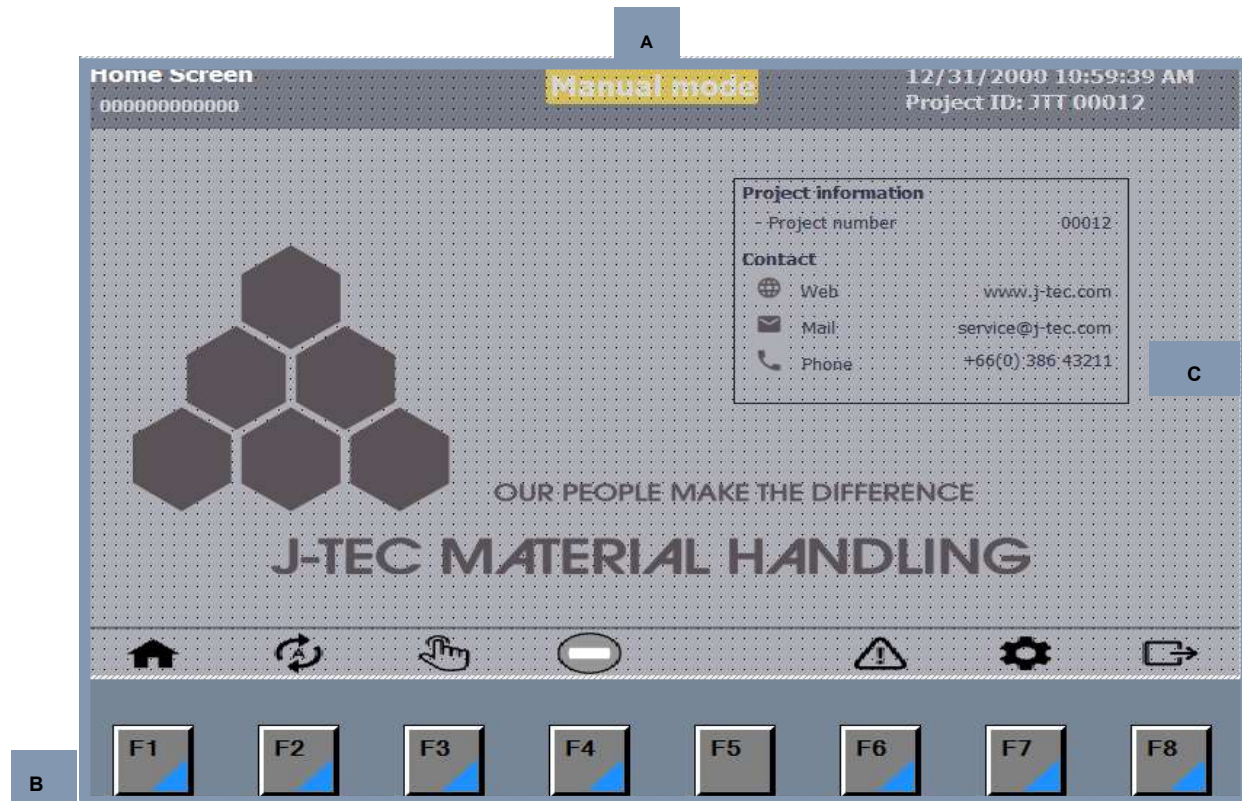 A
Home Screen
Manual mode
12/31/2000 10:59:39 AM
000000000000
Project ID: JTT 00012
Project information
- Project number 00012
Contact
Web www.j-tec.com
Mail service@j-tec.com
Phone +66(0) 386 43211
C
OUR PEOPLE MAKE THE DIFFERENCE
J-TEC MATERIAL HANDLING
A
F1 F2 F3 F4 F5 F6 F7 F8
B